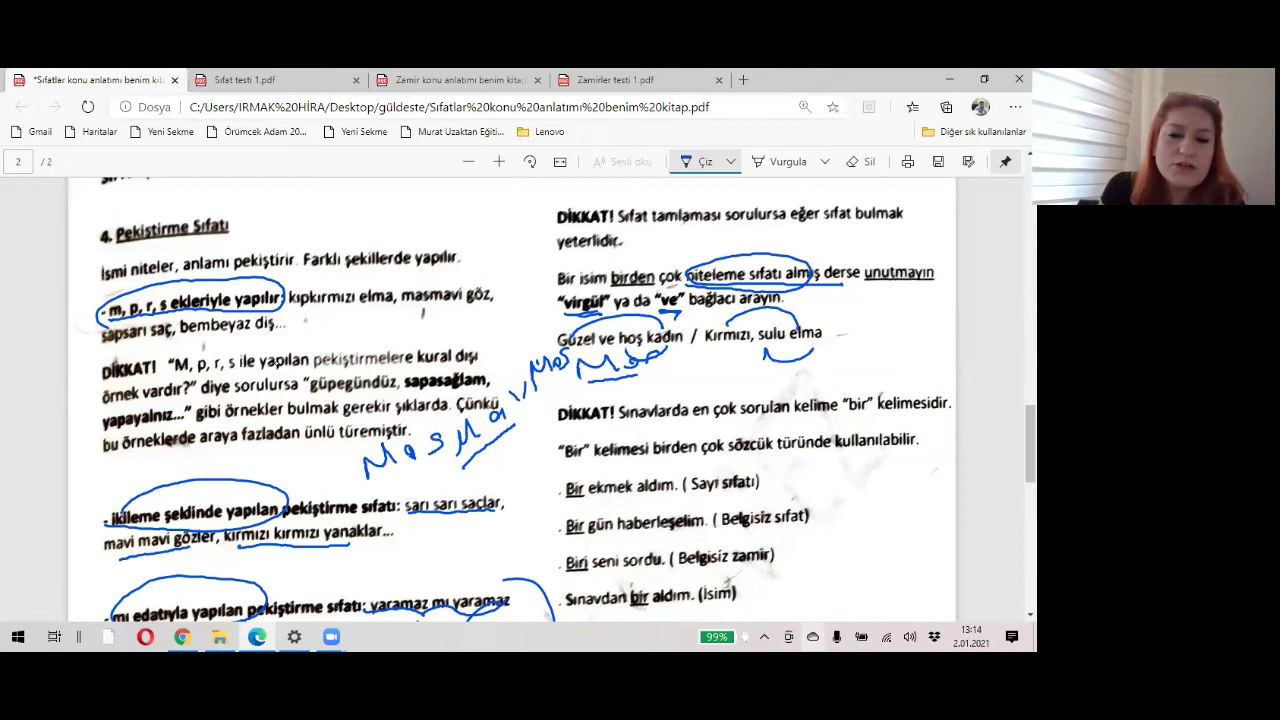 *Sıfatlar konu anlatımı benim kit
Sıfat testi 1.pdf
Zamir konu anlatımı benim kitap
Zamirler testi 1.pdf
Dosya
C:/Users/IRMAK%20HİRA/Desktop/güldeste/Sıfatlar%20konu%20anlatımı%20benim%20kitap.pdf
Gmail
Haritalar
Yeni Sekme
Örümcek Adam 20...
Yeni Sekme
Murat Uzaktan Eğiti...
Lenovo
Diğer sık kullanılanlar
2 / 2
Sesli oku
Çiz
Vurgula
Sil
4. Pekiştirme Sıfatı
İsmi niteler, anlamı pekiştirir. Farklı şekillerde yapılır.
- m, p, r, s ekleriyle yapılır: kıpkırmızı elma, masmavi göz,
sapsarı saç, bembeyaz diş...
DİKKAT! "M, p, r, s ile yapılan pekiştirmelere kural dışı
örnek vardır?" diye sorulursa "güpegündüz, sapasağlam,
yapayalnız..." gibi örnekler bulmak gerekir şıklarda. Çünkü
bu örneklerde araya fazladan ünlü türemiştir.
- ikileme şeklinde yapılan pekiştirme sıfatı: sarı sarı saçlar,
mavi mavi gözler, kırmızı kırmızı yanaklar...
- mı edatıyla yapılan pekiştirme sıfatı: yaramaz mı yaramaz
DİKKAT! Sıfat tamlaması sorulursa eğer sıfat bulmak
yeterlidir.
Bir isim birden çok niteleme sıfatı almış derse unutmayın
"virgül" ya da "ve" bağlacı arayın.
Güzel ve hoş kadın / Kırmızı, sulu elma
DİKKAT! Sınavlarda en çok sorulan kelime "bir" kelimesidir.
"Bir" kelimesi birden çok sözcük türünde kullanılabilir.
. Bir ekmek aldım. ( Sayı sıfatı)
. Bir gün haberleşelim. ( Belgisiz sıfat)
. Biri seni sordu. ( Belgisiz zamir)
. Sınavdan bir aldım. (İsim)
Masmavi
99%
13:14
2.01.2021